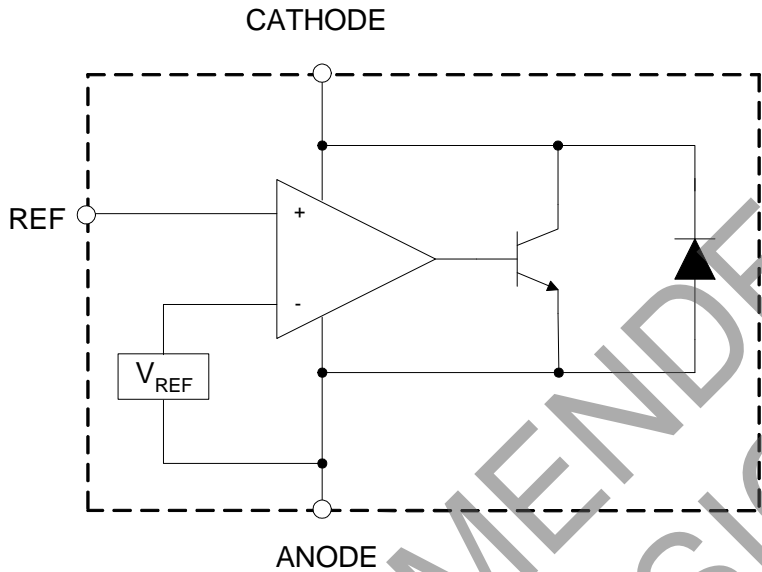 CATHODE
REF
+
-
VREF
ANODE